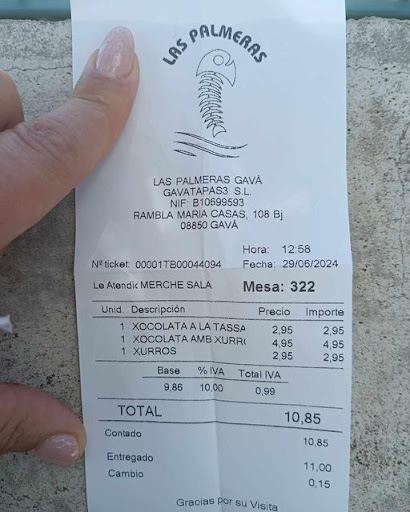 LAS PALMERAS
LAS PALMERAS GAVÀ
GAVATAPAS3 S.L.
NIF: B10699593
RAMBLA MARIA CASAS, 108 Bj
08850 GAVÀ
Hora: 12:58
Nº ticket: 00001TB00044094 Fecha: 29/06/2024
Le Atendió MERCHE SALA Mesa: 322
Unid. Descripción Precio Importe
1 XOCOLATA A LA TASSA 2,95 2,95
1 XOCOLATA AMB XURR( 4,95 4,95
1 XURROS 2,95 2,95
Base % IVA Total IVA
9,86 10,00 0,99
TOTAL 10,85
Contado 10,85
Entregado 11,00
Cambio 0,15
Gracias por su Visita